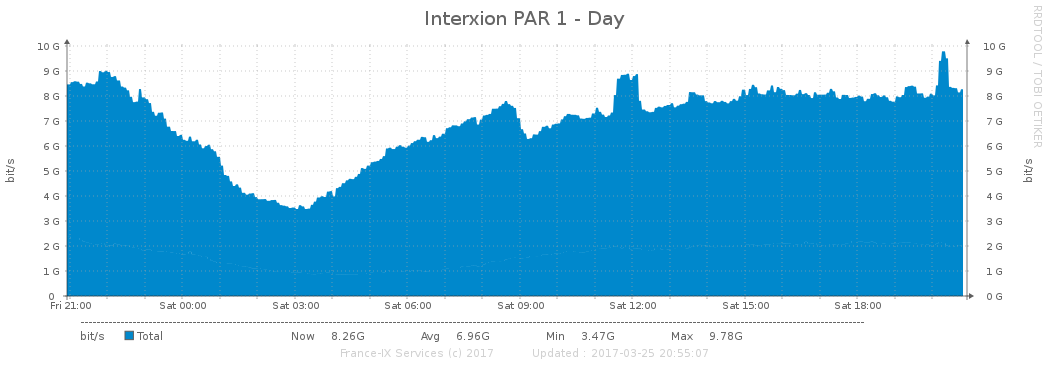 Interxion PAR 1 - Day
RRDTOOL / TOBI OETIKER
10 G 10 G
9 G 9 G
8 G 8 G
7 G 7 G
6 G 6 G
5 G 5 G
4 G 4 G
3 G 3 G
2 G 2 G
1 G 1 G
0 0 G
bit/s bit/s
Fri 21:00 Sat 00:00 Sat 03:00 Sat 06:00 Sat 09:00 Sat 12:00 Sat 15:00 Sat 18:00
bit/s Total Now 8.26G Avg 6.96G Min 3.47G Max 9.78G
France-IX Services (c) 2017 Updated : 2017-03-25 20:55:07